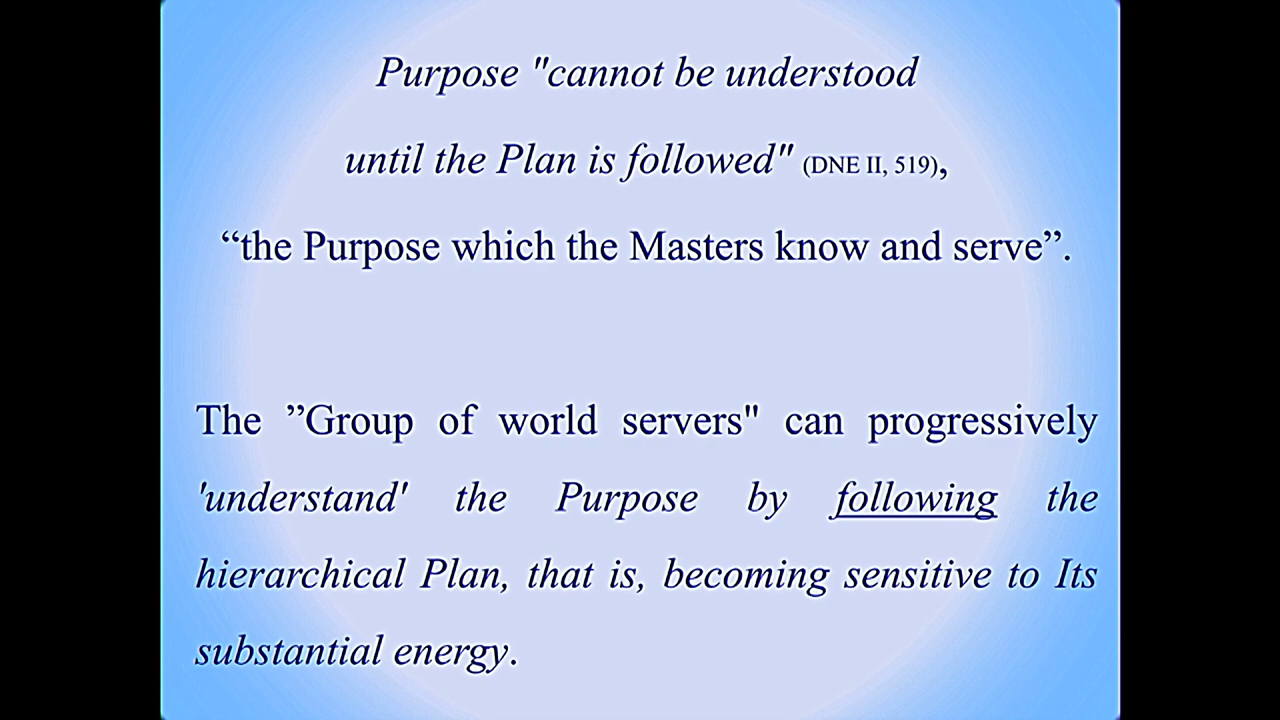 Purpose "cannot be understood
until the Plan is followed" (DNE II, 519),
“the Purpose which the Masters know and serve”.
The ”Group of world servers" can progressively
'understand' the Purpose by following the
hierarchical Plan, that is, becoming sensitive to Its
substantial energy.